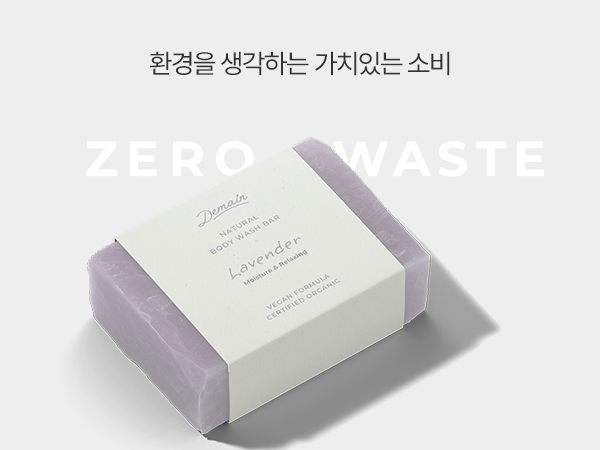 환경을 생각하는 가치있는 소비
ZERO WASTE
Demain
NATURAL
BODY WASH BAR
Lavender
Moisture & Relaxing
VEGAN FORMULA
CERTIFIED ORGANIC